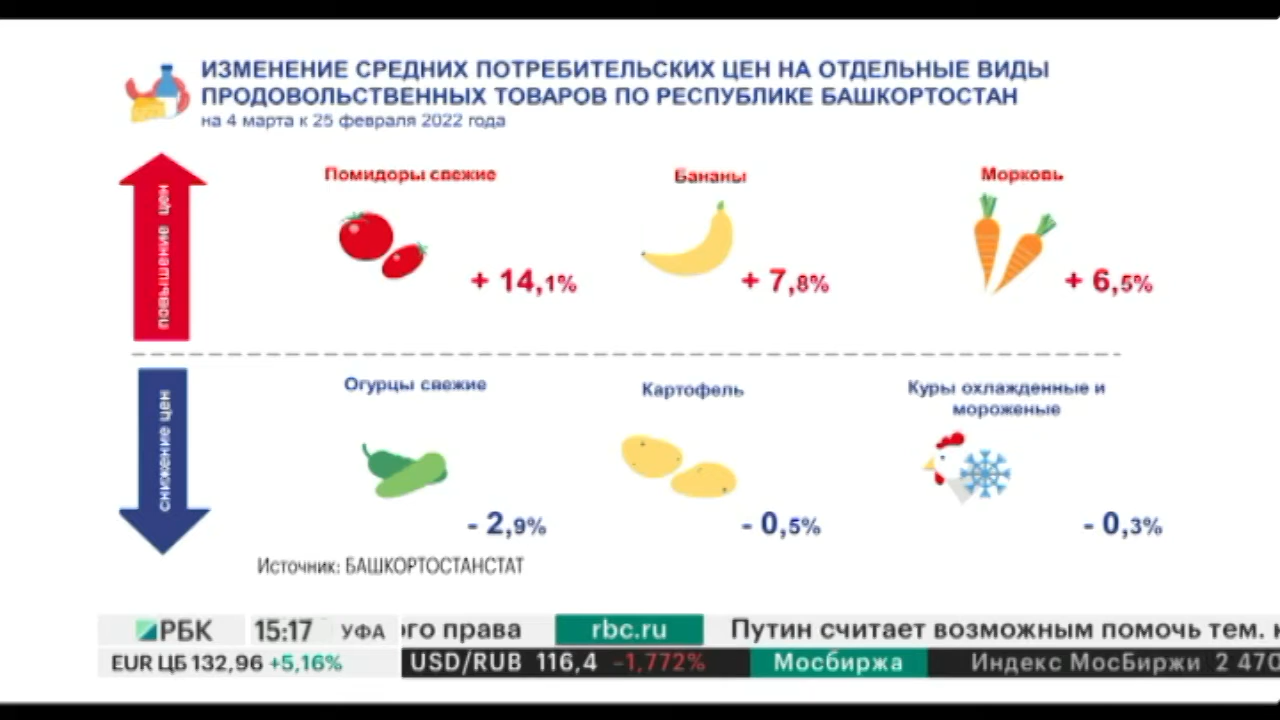 ИЗМЕНЕНИЕ СРЕДНИХ ПОТРЕБИТЕЛЬСКИХ ЦЕН НА ОТДЕЛЬНЫЕ ВИДЫ
ПРОДОВОЛЬСТВЕННЫХ ТОВАРОВ ПО РЕСПУБЛИКЕ БАШКОРТОСТАН
на 4 марта к 25 февраля 2022 года
повышение цен
Помидоры свежие
+ 14,1%
Бананы
+ 7,8%
Морковь
+ 6,5%
снижение цен
Огурцы свежие
- 2,9%
Картофель
- 0,5%
Куры охлажденные и
мороженые
- 0,3%
Источник: БАШКОРТОСТАНСТАТ
РБК 15:17 УФА го права rbc.ru Путин считает возможным помочь тем.
EUR ЦБ 132,96 +5,16% USD/RUB 116,4 -1,772% Мосбиржа Индекс МосБиржи 2 470